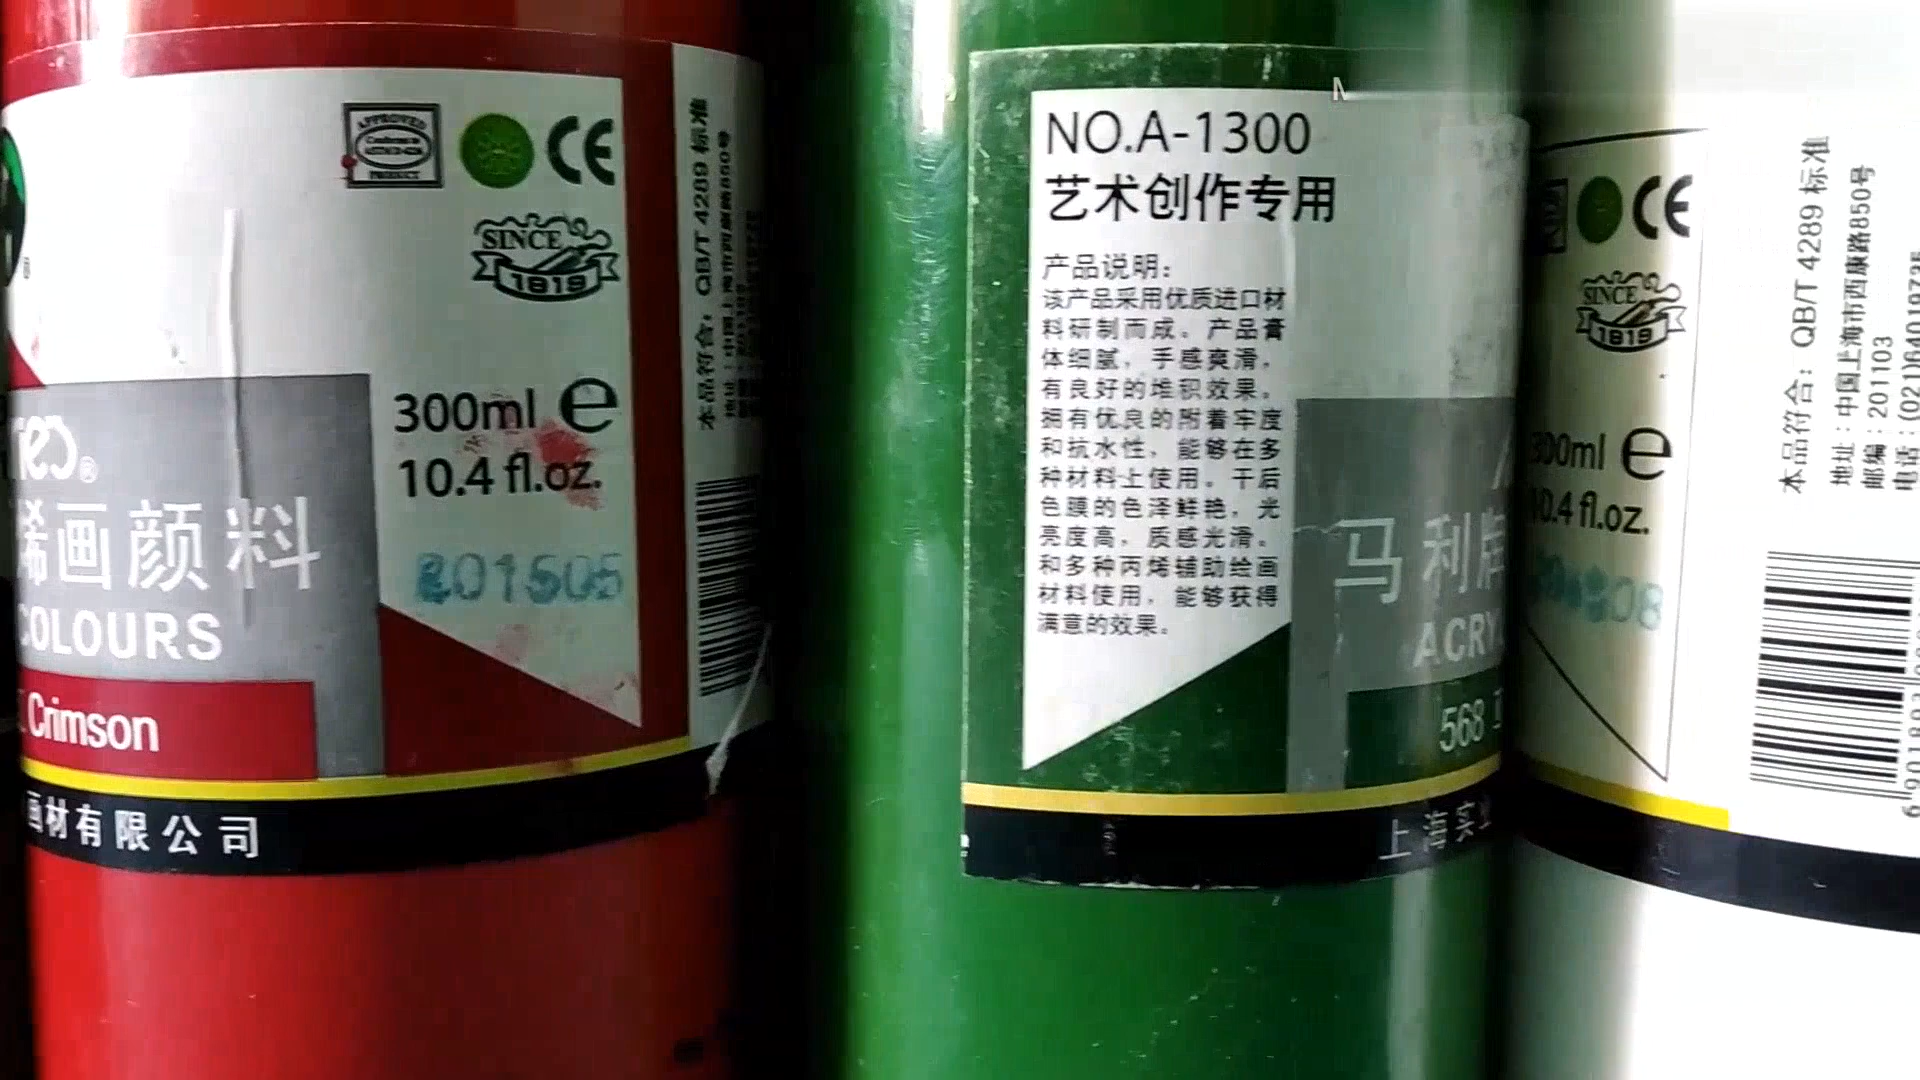 APPROVED
PRODUCT
CE
SINCE
1919
300ml e
10.4 fl.oz.
201505
画颜料
COLOURS
Crimson
画材有限公司
本品符合：QB/T 4289 标准
NO.A-1300
艺术创作专用
产品说明：
该产品采用优质进口材
料研制而成。产品膏
体细腻，手感爽滑，
有良好的堆积效果。
拥有优良的附着牢度
和抗水性，能够在多
种材料上使用。干后
色膜的色泽鲜艳，光
亮度高，质感光滑。
和多种丙烯辅助绘画
材料使用，能够获得
满意的效果。
马利牌
ACRY
568
上海实业
CE
SINCE
1919
300ml e
10.4 fl.oz.
本品符合：QB/T 4289 标准
地址：中国上海市西康路850号
邮编：201103
电话：(021)64019735